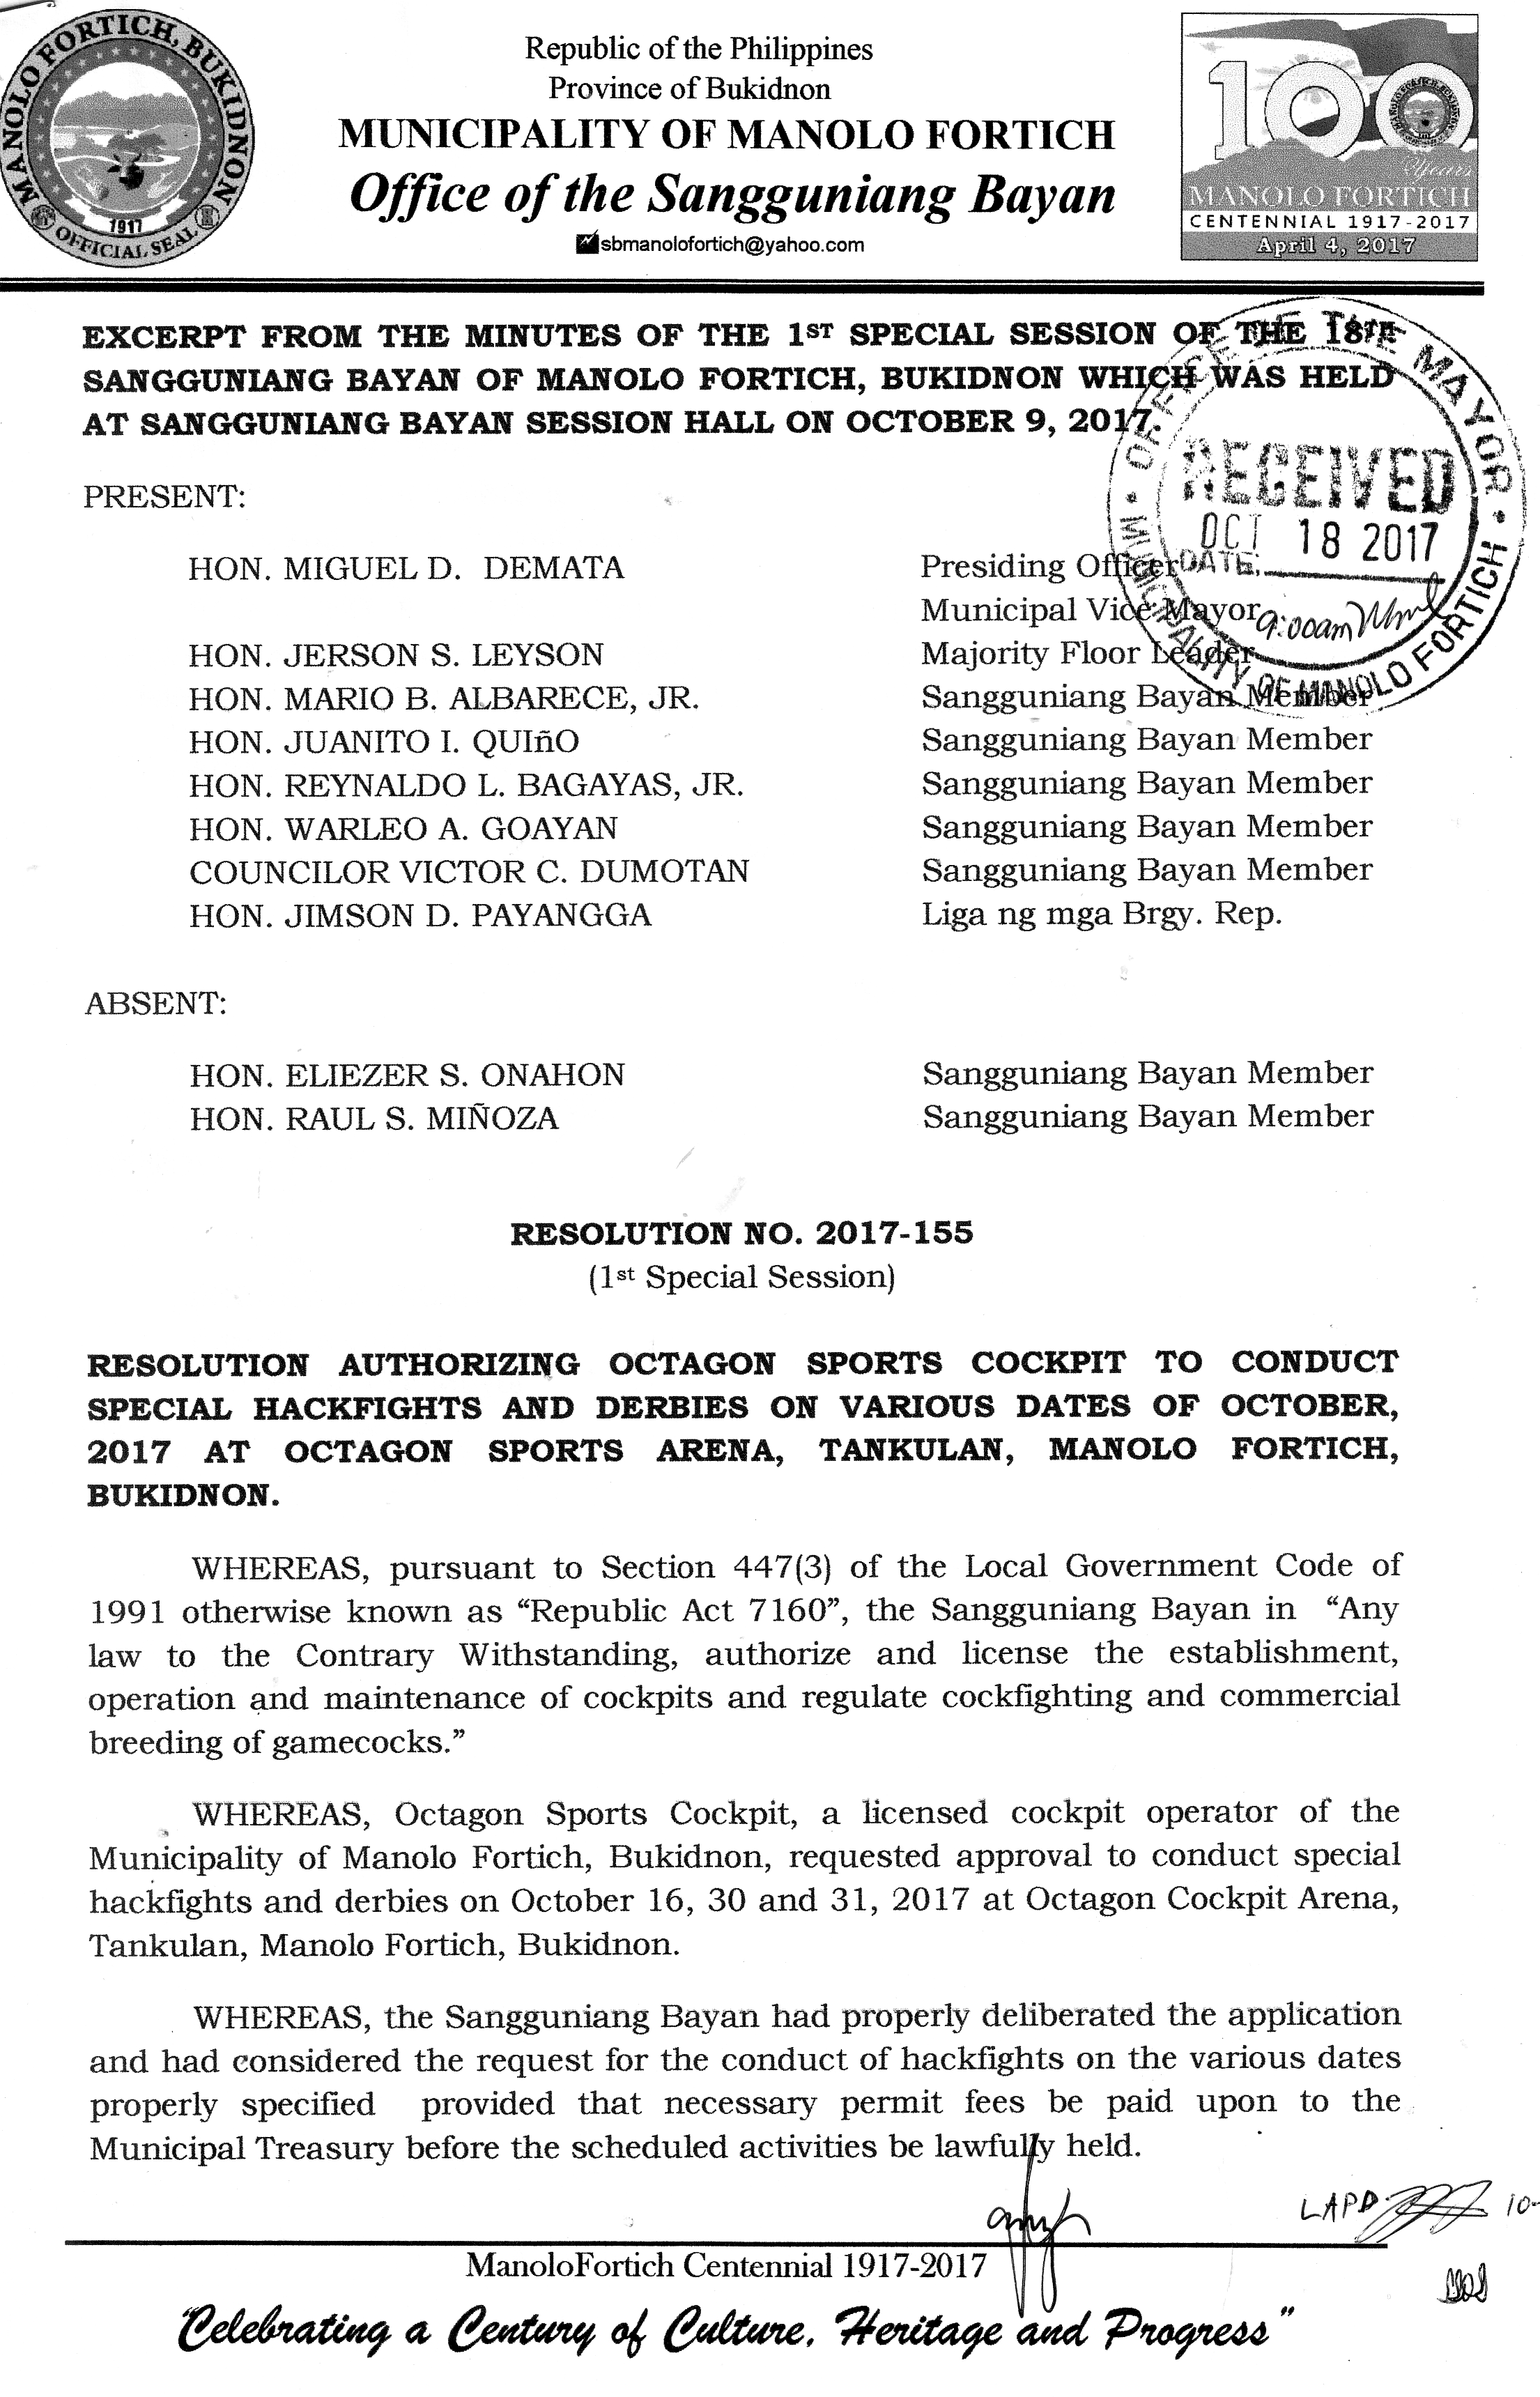 MANOLO FORTICH, BUKIDNON
1917
OFFICIAL SEAL
Republic of the Philippines
Province of Bukidnon
MUNICIPALITY OF MANOLO FORTICH
Office of the Sangguniang Bayan
sbmanolofortich@yahoo.com
100
Years
MANOLO FORTICH
CENTENNIAL 1917-2017
April 4, 2017
EXCERPT FROM THE MINUTES OF THE 1ST SPECIAL SESSION OF THE 18TH
SANGGUNIANG BAYAN OF MANOLO FORTICH, BUKIDNON WHICH WAS HELD
AT SANGGUNIANG BAYAN SESSION HALL ON OCTOBER 9, 2017.
OFFICE OF THE MAYOR
RECEIVED
OCT 18 2017
DATE:
9:00am
MUNICIPALITY OF MANOLO FORTICH
PRESENT:
HON. MIGUEL D. DEMATA Presiding Officer
Municipal Vice Mayor
HON. JERSON S. LEYSON Majority Floor Leader
HON. MARIO B. ALBARECE, JR. Sangguniang Bayan Member
HON. JUANITO I. QUIñO Sangguniang Bayan Member
HON. REYNALDO L. BAGAYAS, JR. Sangguniang Bayan Member
HON. WARLEO A. GOAYAN Sangguniang Bayan Member
COUNCILOR VICTOR C. DUMOTAN Sangguniang Bayan Member
HON. JIMSON D. PAYANGGA Liga ng mga Brgy. Rep.
ABSENT:
HON. ELIEZER S. ONAHON Sangguniang Bayan Member
HON. RAUL S. MIÑOZA Sangguniang Bayan Member
RESOLUTION NO. 2017-155
(1st Special Session)
RESOLUTION AUTHORIZING OCTAGON SPORTS COCKPIT TO CONDUCT
SPECIAL HACKFIGHTS AND DERBIES ON VARIOUS DATES OF OCTOBER,
2017 AT OCTAGON SPORTS ARENA, TANKULAN, MANOLO FORTICH,
BUKIDNON.
WHEREAS, pursuant to Section 447(3) of the Local Government Code of
1991 otherwise known as “Republic Act 7160”, the Sangguniang Bayan in “Any
law to the Contrary Withstanding, authorize and license the establishment,
operation and maintenance of cockpits and regulate cockfighting and commercial
breeding of gamecocks.”
WHEREAS, Octagon Sports Cockpit, a licensed cockpit operator of the
Municipality of Manolo Fortich, Bukidnon, requested approval to conduct special
hackfights and derbies on October 16, 30 and 31, 2017 at Octagon Cockpit Arena,
Tankulan, Manolo Fortich, Bukidnon.
WHEREAS, the Sangguniang Bayan had properly deliberated the application
and had considered the request for the conduct of hackfights on the various dates
properly specified provided that necessary permit fees be paid upon to the
Municipal Treasury before the scheduled activities be lawfully held.
LAPD 10-
ManoloFortich Centennial 1917-2017
"Celebrating a Century of Culture, Heritage and Progress"